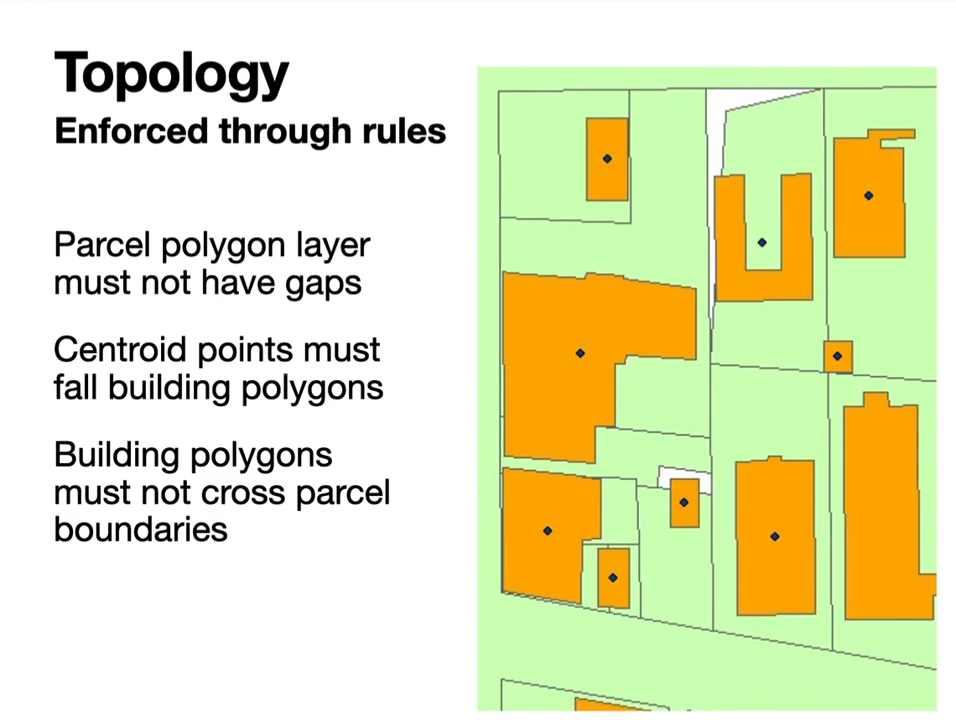 Topology
Enforced through rules
Parcel polygon layer
must not have gaps
Centroid points must
fall building polygons
Building polygons
must not cross parcel
boundaries